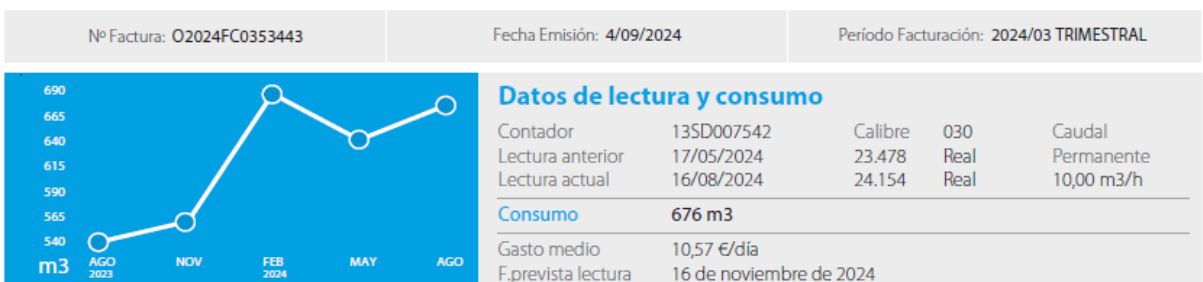 Nº Factura: O2024FC0353443 Fecha Emisión: 4/09/2024 Período Facturación: 2024/03 TRIMESTRAL
690
665
640
615
590
565
540
m3 AGO 2023 NOV FEB 2024 MAY AGO
Datos de lectura y consumo
Contador 13SD007542 Calibre 030 Caudal
Lectura anterior 17/05/2024 23.478 Real Permanente
Lectura actual 16/08/2024 24.154 Real 10,00 m3/h
Consumo 676 m3
Gasto medio 10,57 €/día
F.prevista lectura 16 de noviembre de 2024